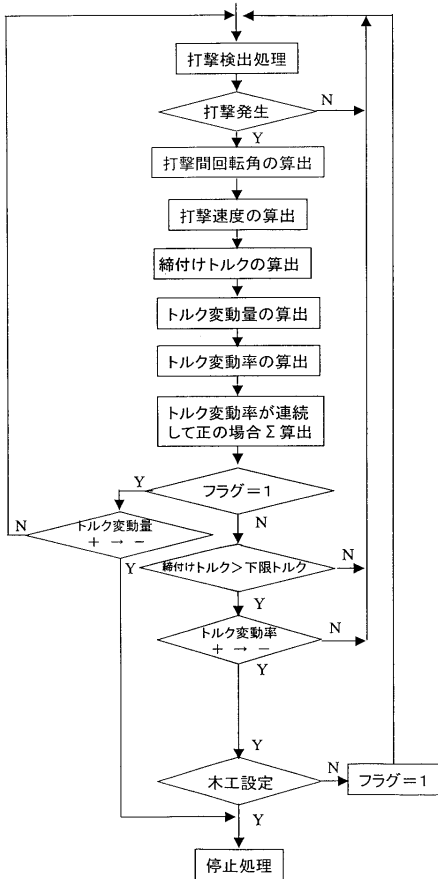 打撃検出処理
打撃発生
N
Y
打撃間回転角の算出
打撃速度の算出
締付けトルクの算出
トルク変動量の算出
トルク変動率の算出
トルク変動率が連続
して正の場合Σ算出
フラグ=1
Y
N
トルク変動量
+ → -
N
Y
締付けトルク>下限トルク
N
Y
トルク変動率
+ → -
N
Y
Y
木工設定
N
フラグ=1
Y
停止処理